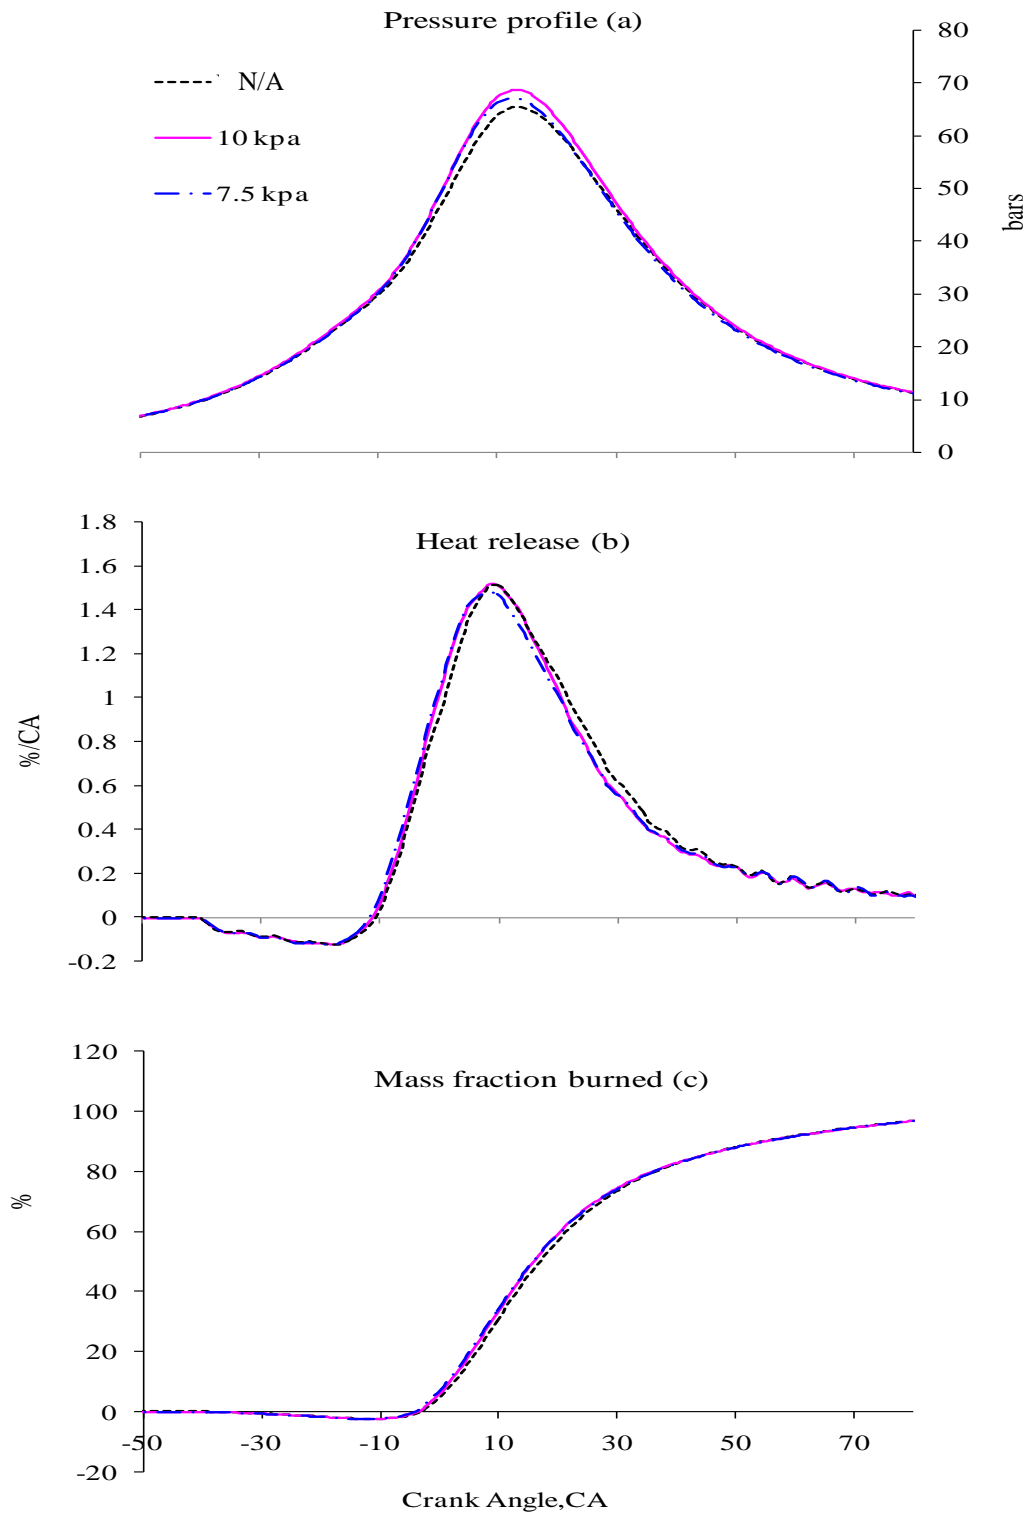 Pressure profile (a)
80
70
60
50
40
30
20
10
0
bars
N/A
10 kpa
7.5 kpa
Heat release (b)
1.8
1.6
1.4
1.2
1
0.8
0.6
0.4
0.2
0
-0.2
%/CA
Mass fraction burned (c)
120
100
80
60
40
20
0
-20
%
-50 -30 -10 10 30 50 70
Crank Angle,CA